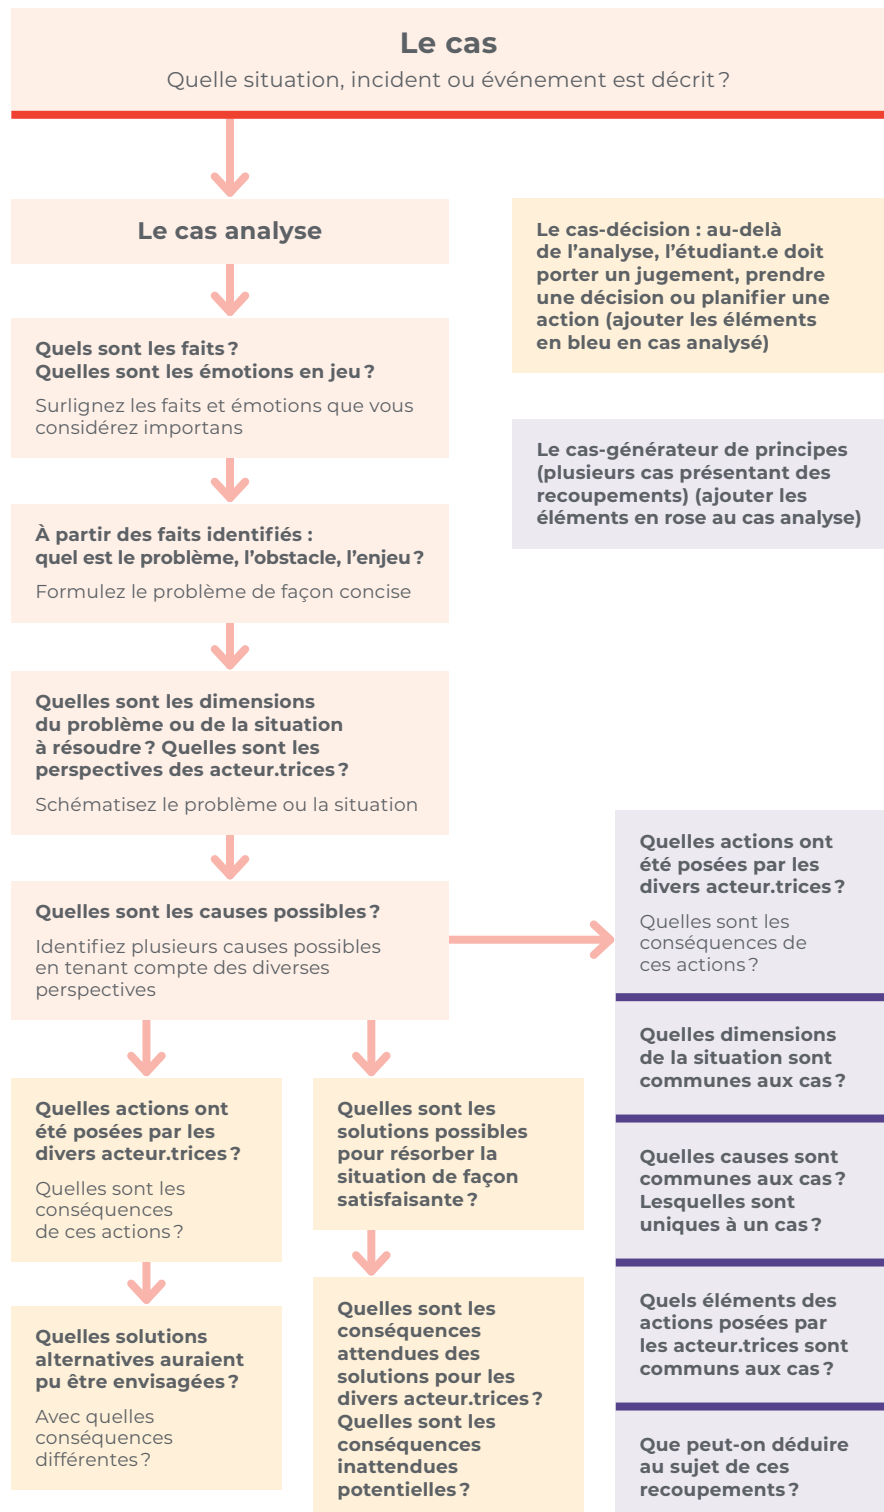 Le cas
Quelle situation, incident ou événement est décrit ?
Le cas analyse
Le cas-décision : au-delà
de l’analyse, l’étudiant.e doit
porter un jugement, prendre
une décision ou planifier une
action (ajouter les éléments
en bleu en cas analysé)
Quels sont les faits ?
Quelles sont les émotions en jeu ?
Surlignez les faits et émotions que vous
considérez importans
Le cas-générateur de principes
(plusieurs cas présentant des
recoupements) (ajouter les
éléments en rose au cas analyse)
À partir des faits identifiés :
quel est le problème, l’obstacle, l’enjeu ?
Formulez le problème de façon concise
Quelles sont les dimensions
du problème ou de la situation
à résoudre ? Quelles sont les
perspectives des acteur.trices ?
Schématisez le problème ou la situation
Quelles sont les causes possibles ?
Identifiez plusieurs causes possibles
en tenant compte des diverses
perspectives
Quelles actions ont
été posées par les
divers acteur.trices ?
Quelles sont les
conséquences
de ces actions ?
Quelles solutions
alternatives auraient
pu être envisagées ?
Avec quelles
conséquences
différentes ?
Quelles sont les
solutions possibles
pour résorber la
situation de façon
satisfaisante ?
Quelles sont les
conséquences
attendues des
solutions pour les
divers acteur.trices ?
Quelles sont les
conséquences
inattendues
potentielles ?
Quelles actions ont
été posées par les
divers acteur.trices ?
Quelles sont les
conséquences de
ces actions ?
Quelles dimensions
de la situation sont
communes aux cas ?
Quelles causes sont
communes aux cas ?
Lesquelles sont
uniques à un cas ?
Quels éléments des
actions posées par
les acteur.trices sont
communs aux cas ?
Que peut-on déduire
au sujet de ces
recoupements ?